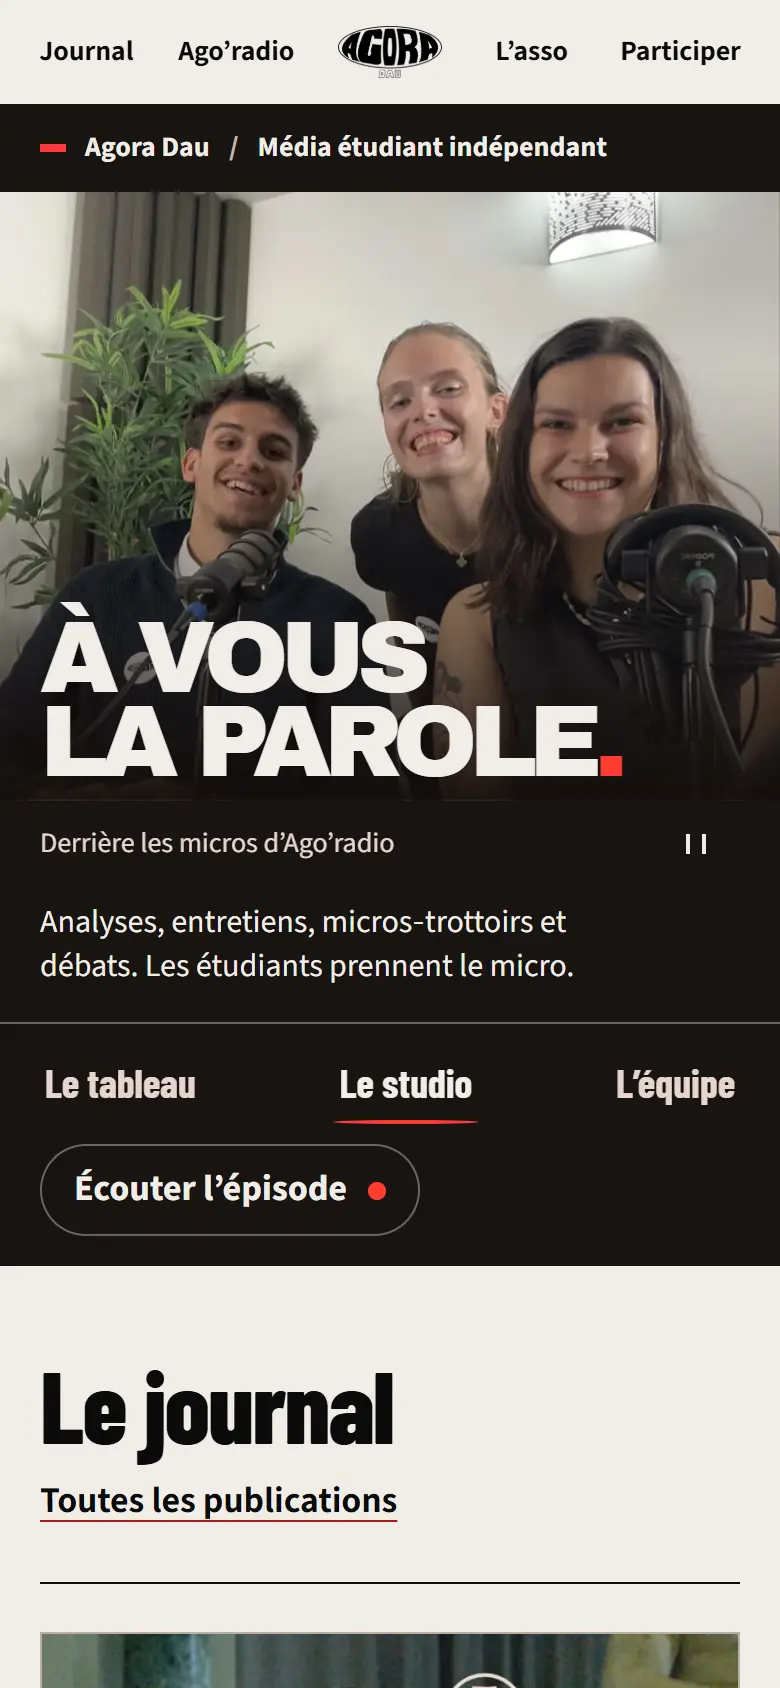 Journal
Ago’radio
AGORA
DAU
L’asso
Participer
Agora Dau / Média étudiant indépendant
À VOUS
LA PAROLE.
Derrière les micros d’Ago’radio
Analyses, entretiens, micros-trottoirs et
débats. Les étudiants prennent le micro.
Le tableau
Le studio
L’équipe
Écouter l’épisode
Le journal
Toutes les publications